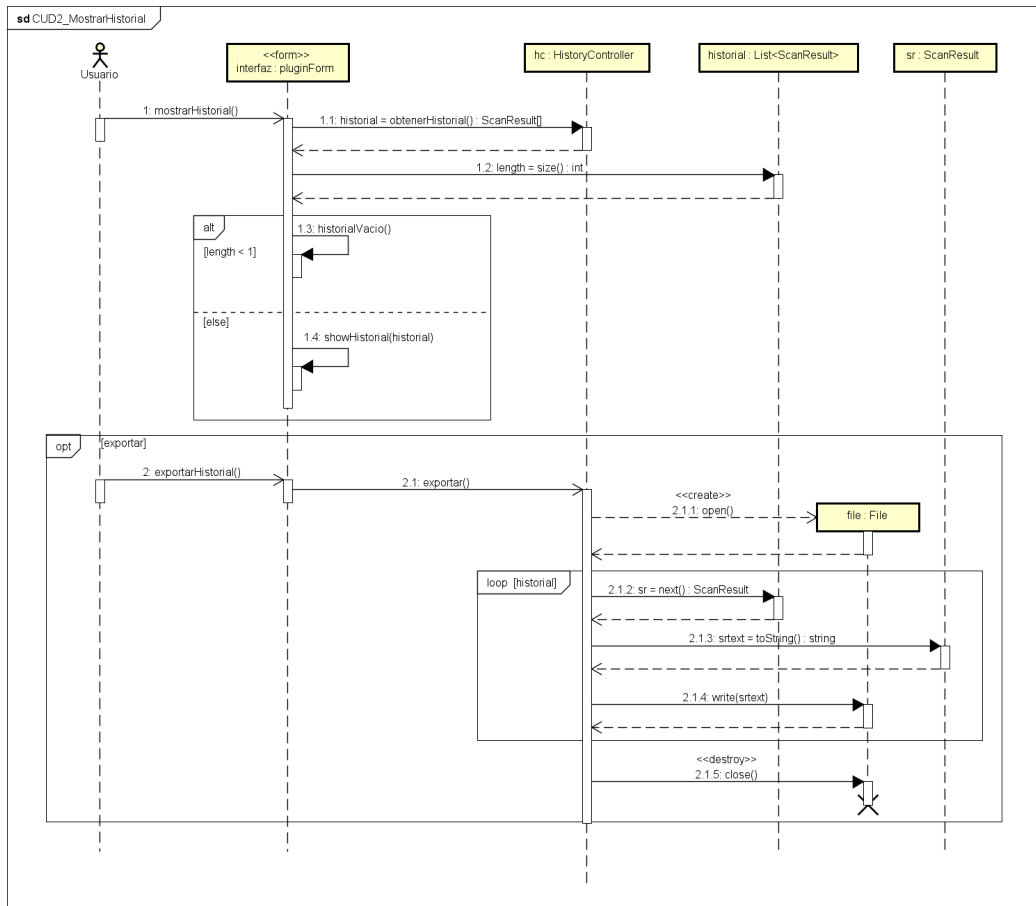 sd CUD2_MostrarHistorial
Usuario
<<form>>
interfaz : pluginForm
hc : HistoryController
historial : List<ScanResult>
sr : ScanResult
1: mostrarHistorial()
1.1: historial = obtenerHistorial() : ScanResult[]
1.2: length = size() : int
alt
[length < 1]
1.3: historialVacio()
[else]
1.4: showHistorial(historial)
opt
[exportar]
2: exportarHistorial()
2.1: exportar()
<<create>>
2.1.1: open()
file : File
loop [historial]
2.1.2: sr = next() : ScanResult
2.1.3: srtext = toString() : string
2.1.4: write(srtext)
<<destroy>>
2.1.5: close()